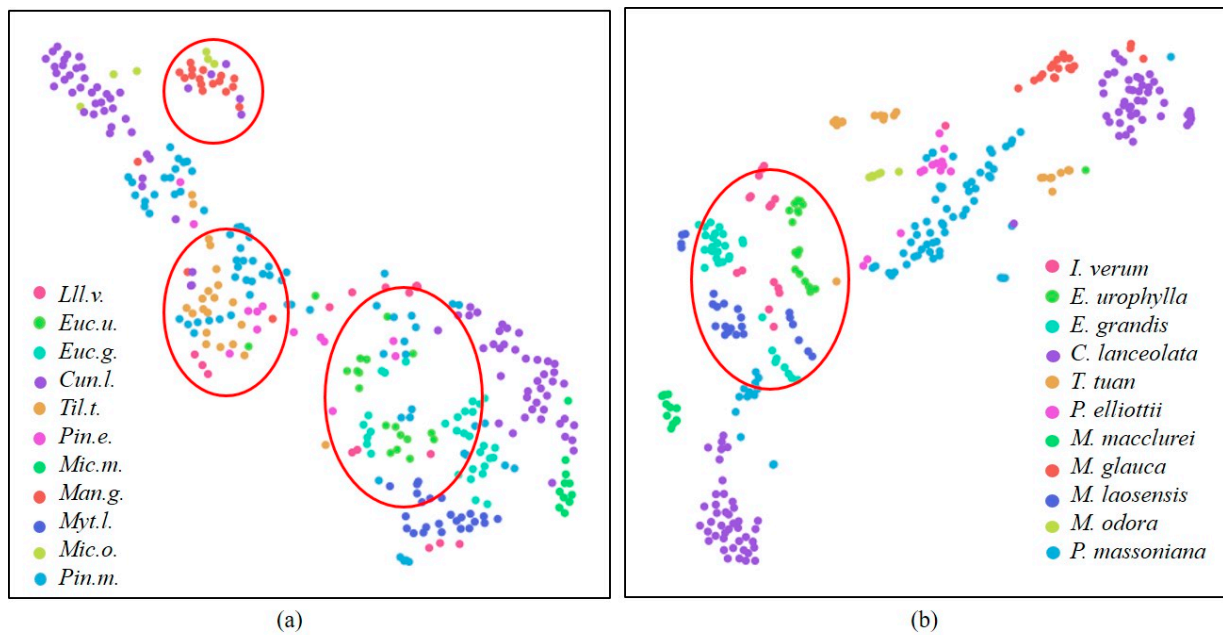 Lll.v.
Euc.u.
Euc.g.
Cun.l.
Til.t.
Pin.e.
Mic.m.
Man.g.
Myt.l.
Mic.o.
Pin.m.
(a)
I. verum
E. urophylla
E. grandis
C. lanceolata
T. tuan
P. elliottii
M. macclurei
M. glauca
M. laosensis
M. odora
P. massoniana
(b)